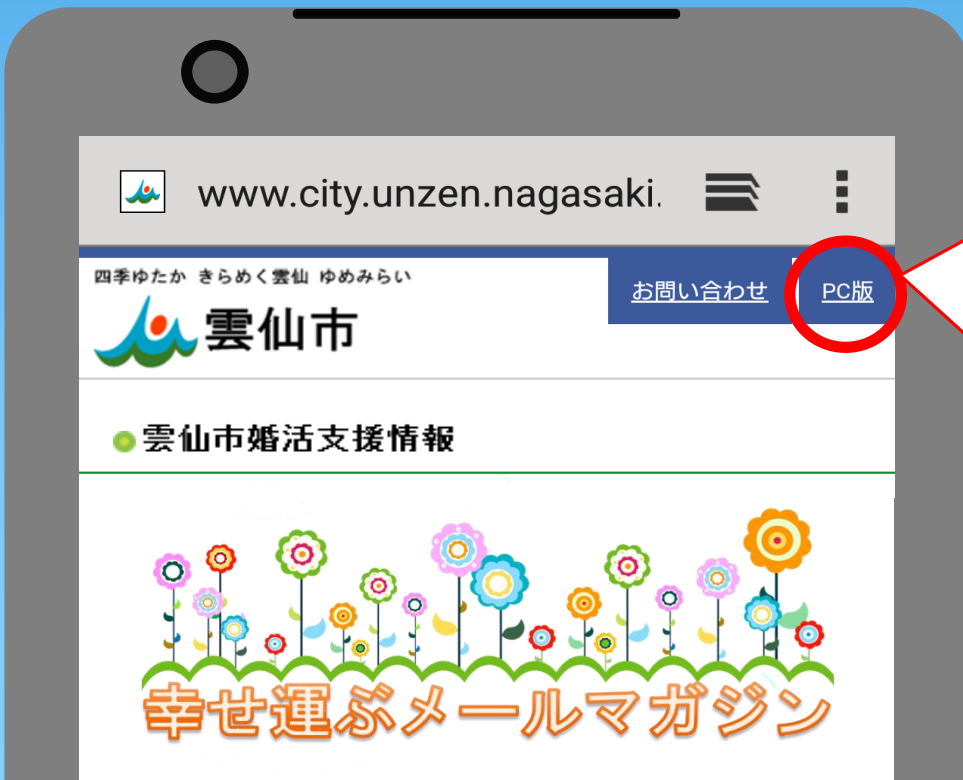 www.city.unzen.nagasaki.
四季ゆたか きらめく雲仙 ゆめみらい
雲仙市
お問い合わせ
PC版
雲仙市婚活支援情報
幸せ運ぶメールマガジン